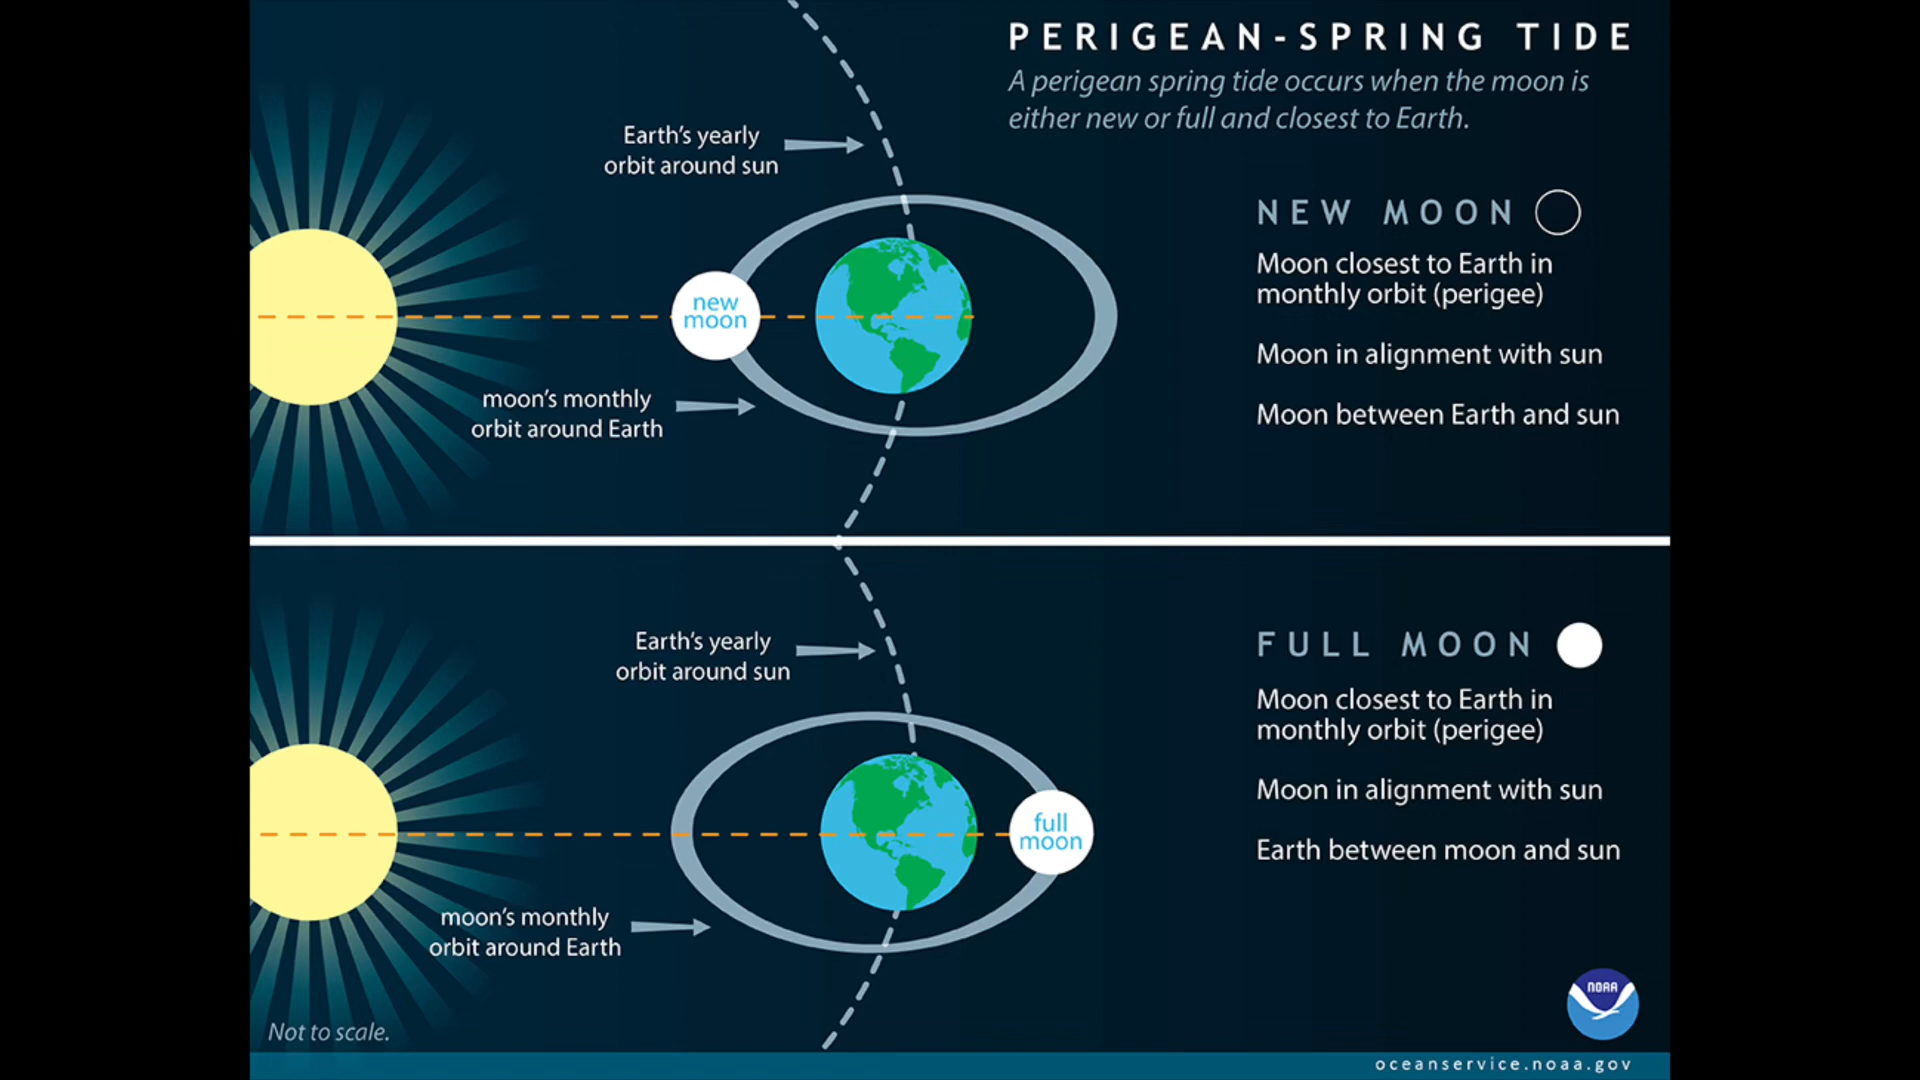 PERIGEAN-SPRING TIDE
A perigean spring tide occurs when the moon is
either new or full and closest to Earth.
Earth's yearly
orbit around sun
NEW MOON
Moon closest to Earth in
monthly orbit (perigee)
Moon in alignment with sun
Moon between Earth and sun
new
moon
moon's monthly
orbit around Earth
Earth's yearly
orbit around sun
FULL MOON
Moon closest to Earth in
monthly orbit (perigee)
Moon in alignment with sun
Earth between moon and sun
full
moon
moon's monthly
orbit around Earth
NOAA
Not to scale.
oceanservice.noaa.gov